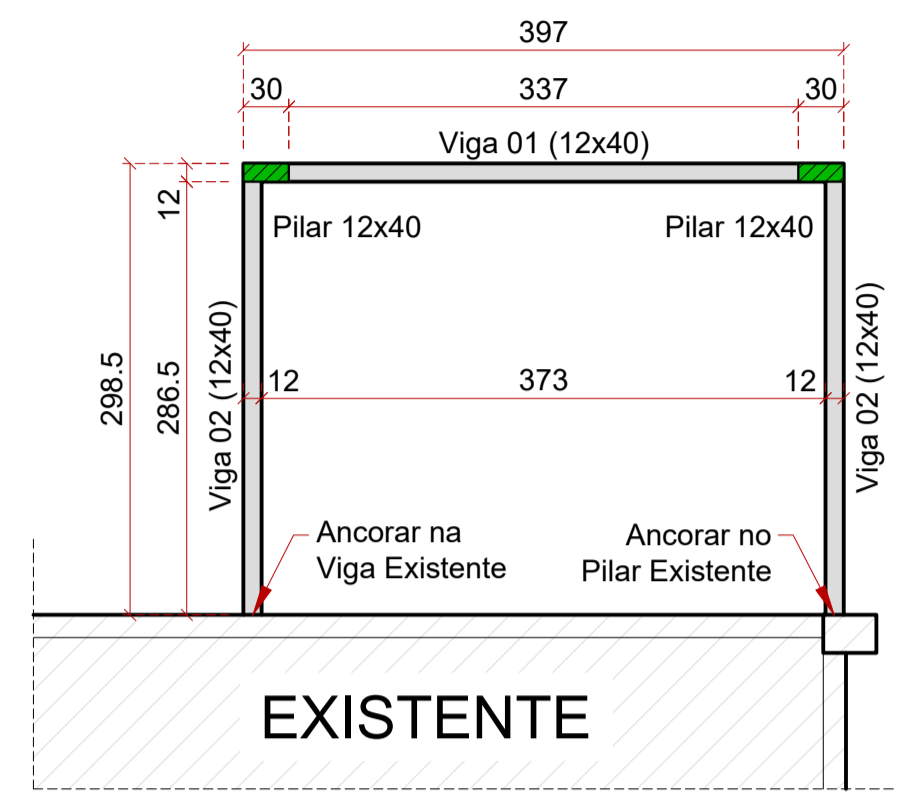 397
30
337
30
Viga 01 (12x40)
12
Pilar 12x40
Pilar 12x40
298.5
286.5
Viga 02 (12x40)
12
373
12
Viga 02 (12x40)
Ancorar na
Viga Existente
Ancorar no
Pilar Existente
EXISTENTE